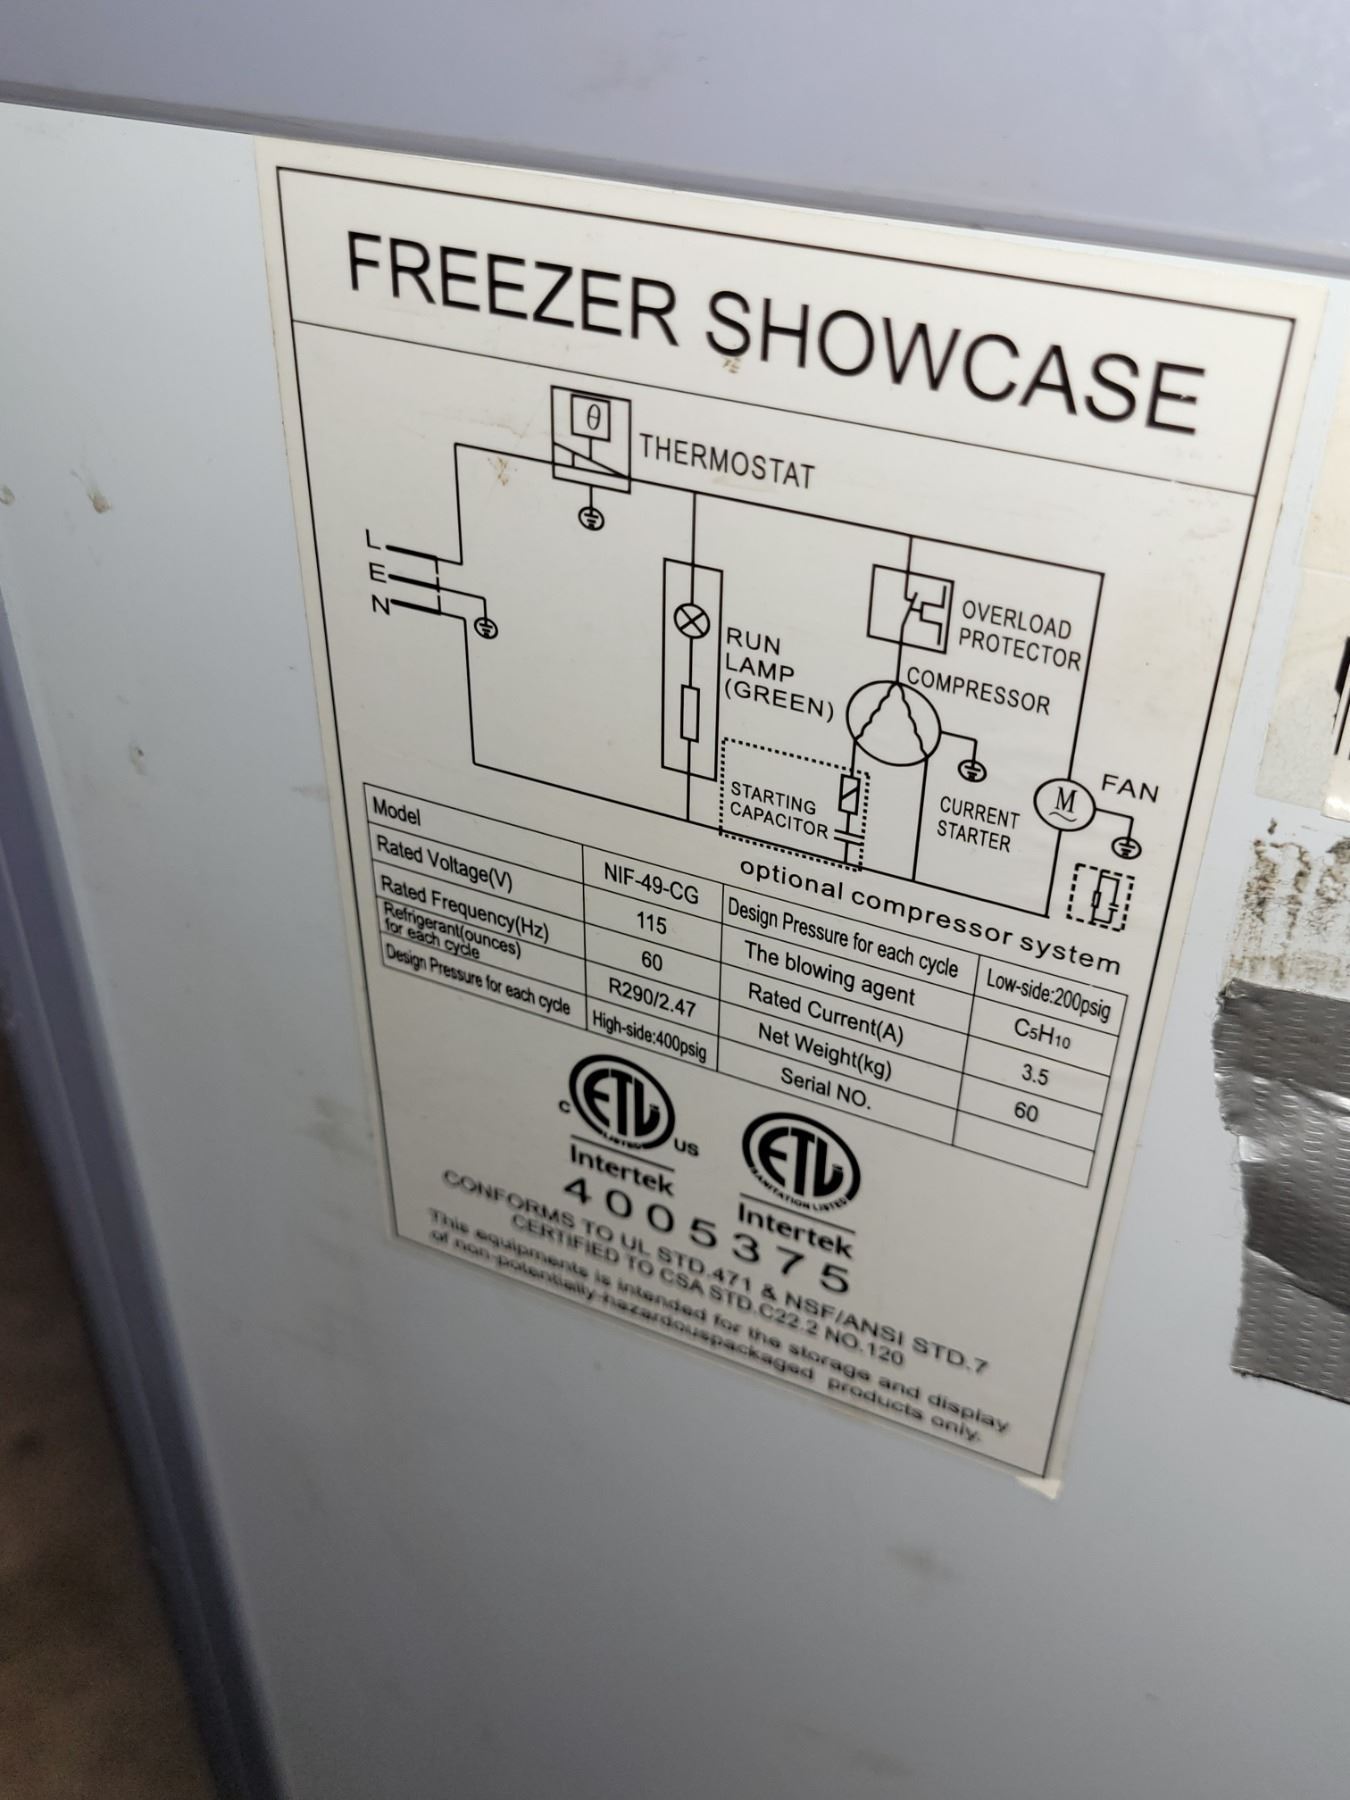 FREEZER SHOWCASE
θ
THERMOSTAT
L
E
N
RUN
LAMP
(GREEN)
OVERLOAD
PROTECTOR
COMPRESSOR
STARTING
CAPACITOR
CURRENT
STARTER
M
FAN
optional compressor system
Model NIF-49-CG Design Pressure for each cycle Low-side:200psig
Rated Voltage(V) 115 The blowing agent C₅H₁₀
Rated Frequency(Hz) 60 Rated Current(A) 3.5
Refrigerant(ounces)
for each cycle R290/2.47 Net Weight(kg) 60
Design Pressure for each cycle High-side:400psig Serial NO.
ETL
LISTED
C US
Intertek
ETL
SANITATION LISTED
Intertek
4005375
CONFORMS TO UL STD.471 & NSF/ANSI STD.7
CERTIFIED TO CSA STD.C22.2 NO.120
This equipments is intended for the storage and display
of non-potentially-hazardouspackaged products only.